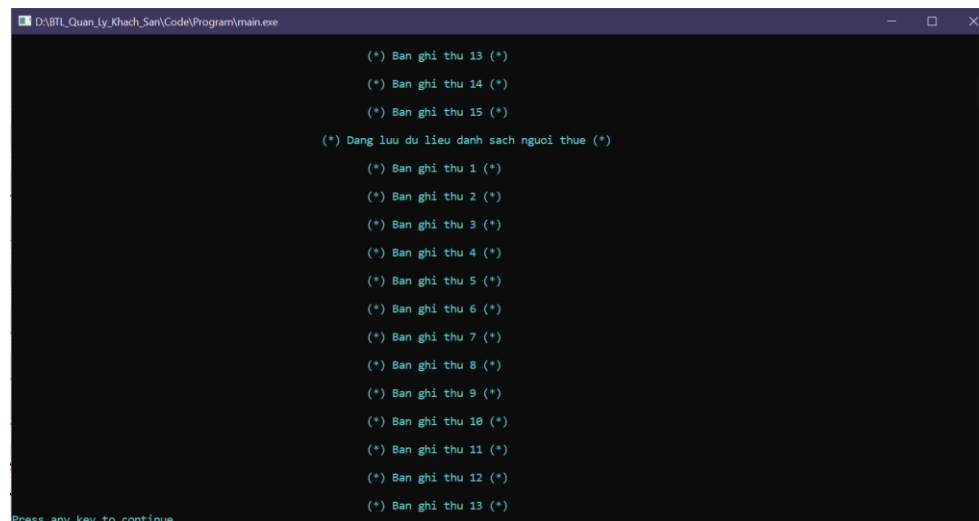 D:\BTL_Quan_Ly_Khach_San\Code\Program\main.exe
(*) Ban ghi thu 13 (*)
(*) Ban ghi thu 14 (*)
(*) Ban ghi thu 15 (*)
(*) Dang luu du lieu danh sach nguoi thue (*)
(*) Ban ghi thu 1 (*)
(*) Ban ghi thu 2 (*)
(*) Ban ghi thu 3 (*)
(*) Ban ghi thu 4 (*)
(*) Ban ghi thu 5 (*)
(*) Ban ghi thu 6 (*)
(*) Ban ghi thu 7 (*)
(*) Ban ghi thu 8 (*)
(*) Ban ghi thu 9 (*)
(*) Ban ghi thu 10 (*)
(*) Ban ghi thu 11 (*)
(*) Ban ghi thu 12 (*)
(*) Ban ghi thu 13 (*)
Press any key to continue